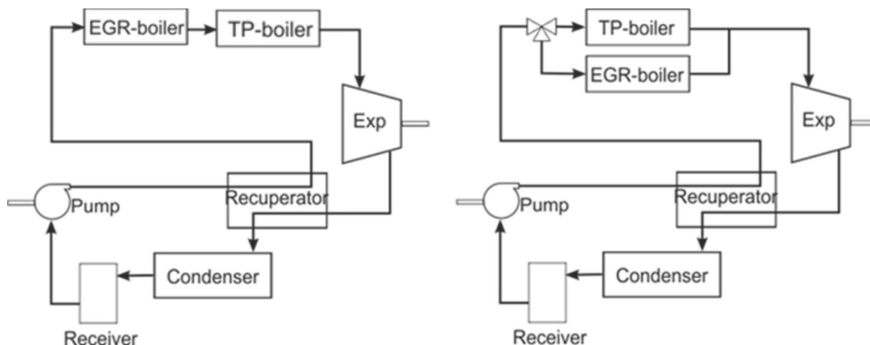 EGR-boiler
TP-boiler
Exp
Recuperator
Pump
Condenser
Receiver
TP-boiler
EGR-boiler
Exp
Recuperator
Pump
Condenser
Receiver